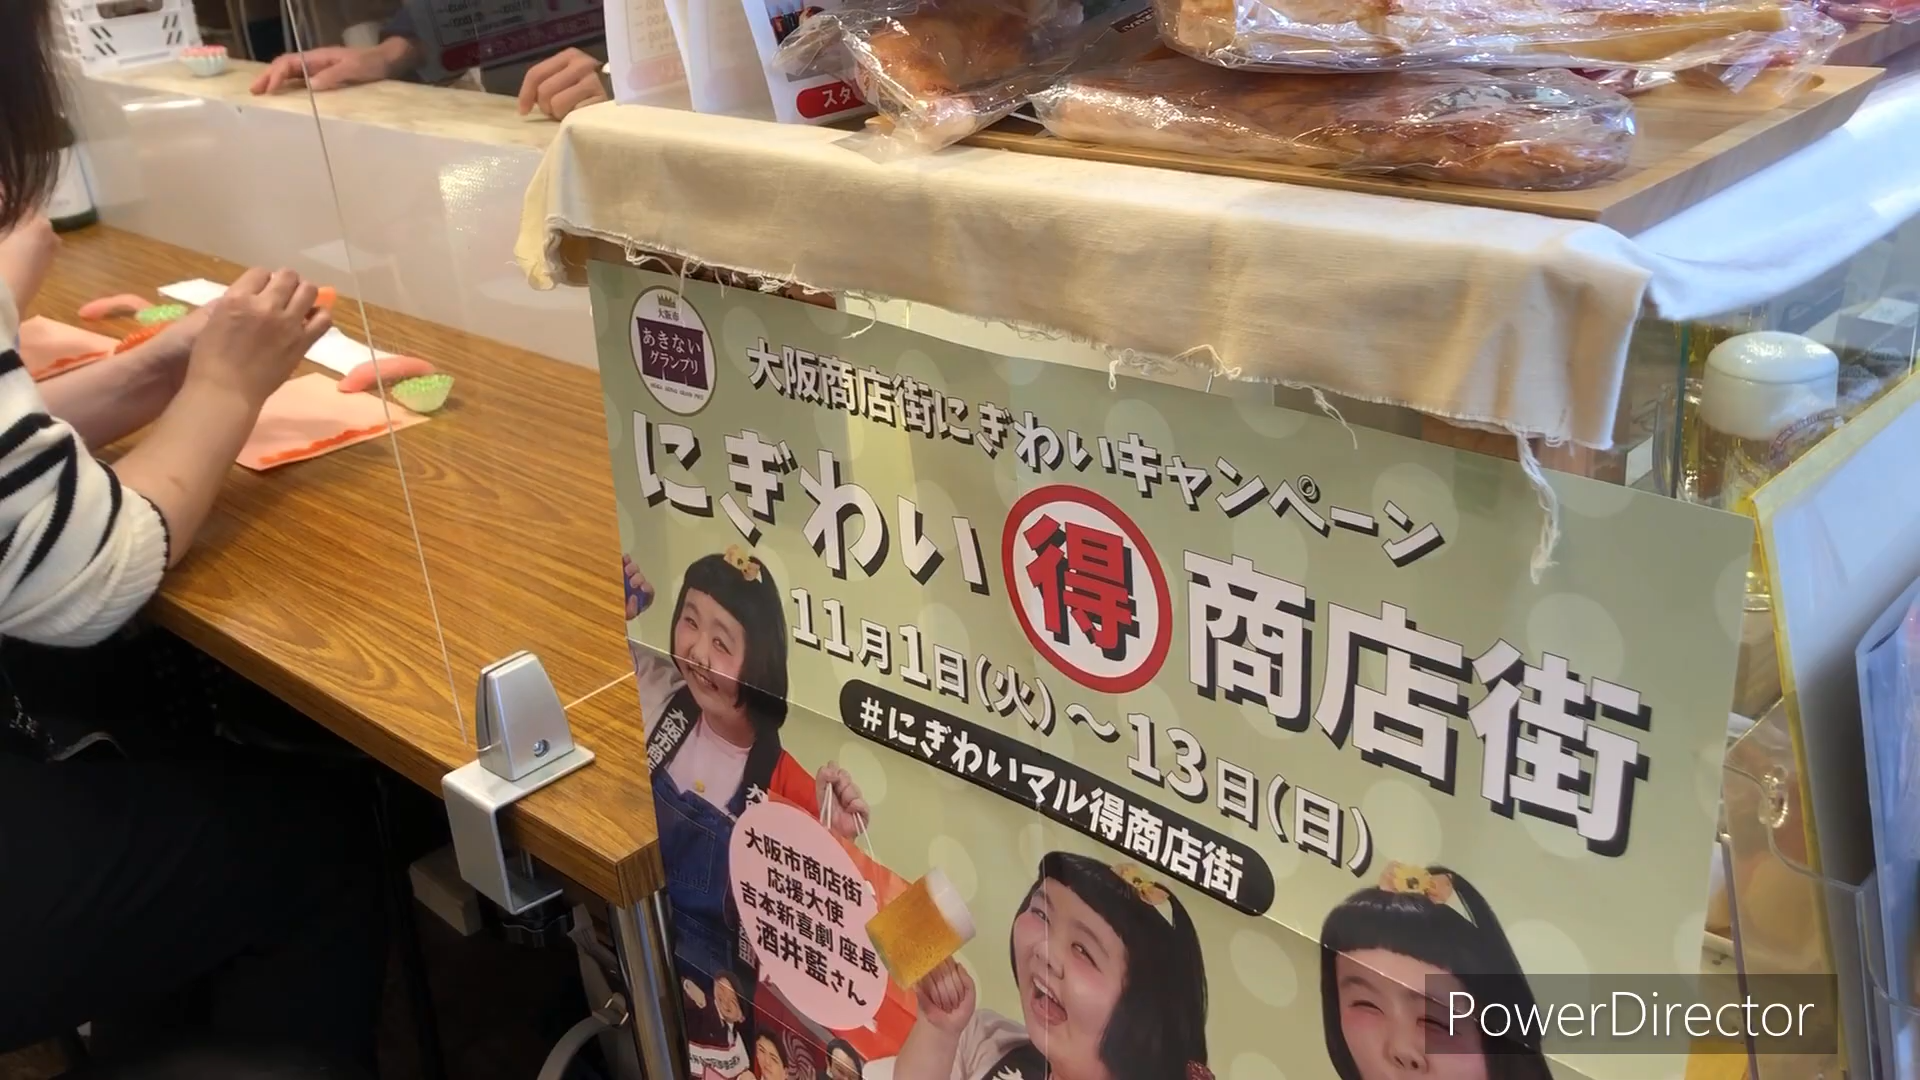 スタ
大阪市
あきない
グランプリ
大阪商店街にぎわいキャンペーン
にぎわい得商店街
11月1日(火)～13日(日)
#にぎわいマル得商店街
大阪市商店街
応援大使
吉本新喜劇 座長
酒井藍さん
PowerDirector